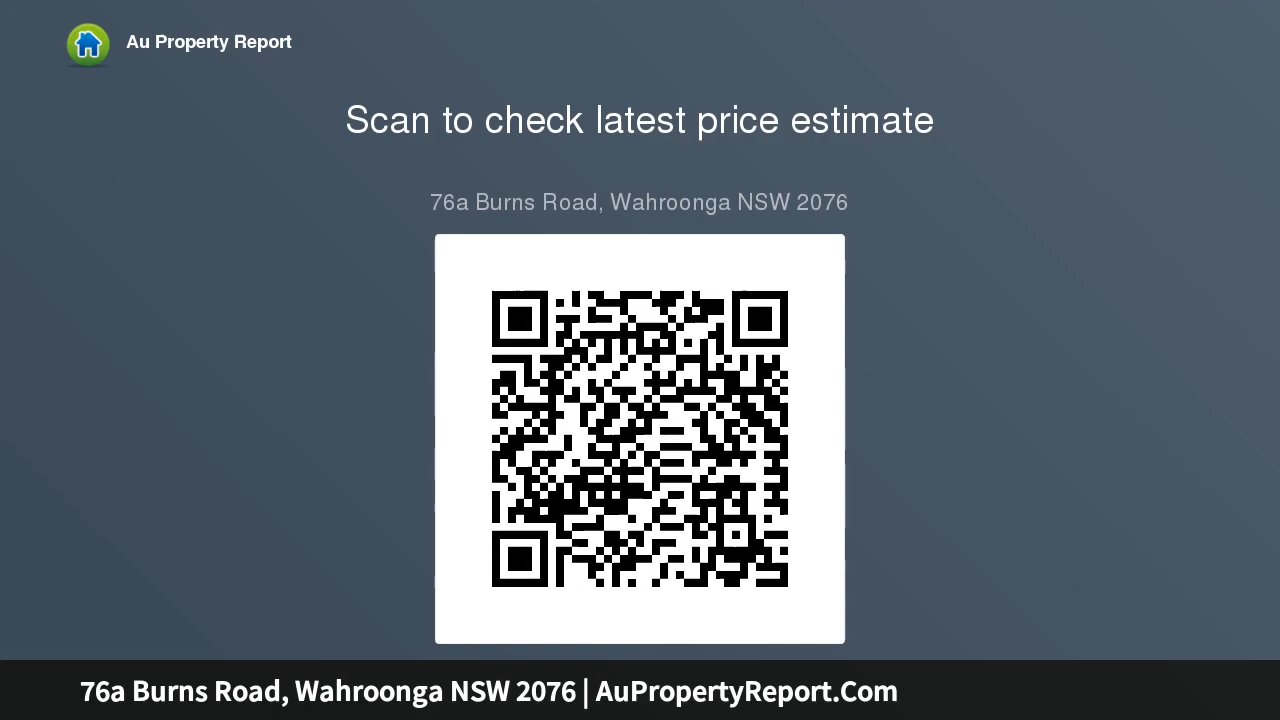 Au Property Report
Scan to check latest price estimate
76a Burns Road, Wahroonga NSW 2076
76a Burns Road, Wahroonga NSW 2076 | AuPropertyReport.Com